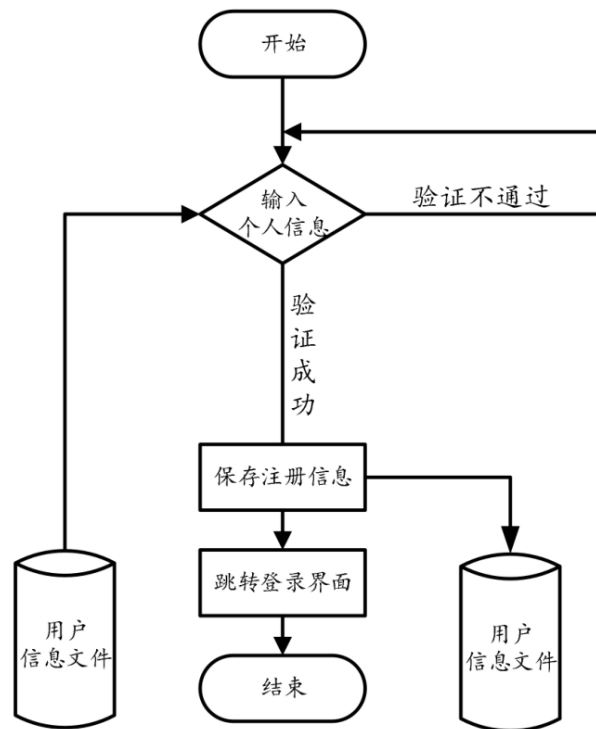 开始
输入
个人信息
验证不通过
验
证
成
功
保存注册信息
跳转登录界面
用户
信息文件
用户
信息文件
结束